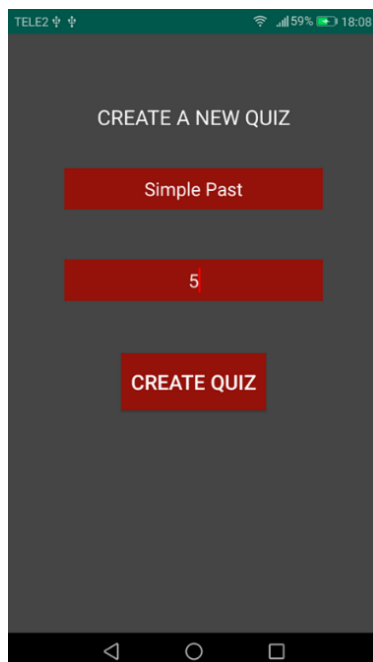 TELE2 59% 18:08
CREATE A NEW QUIZ
Simple Past
5
CREATE QUIZ